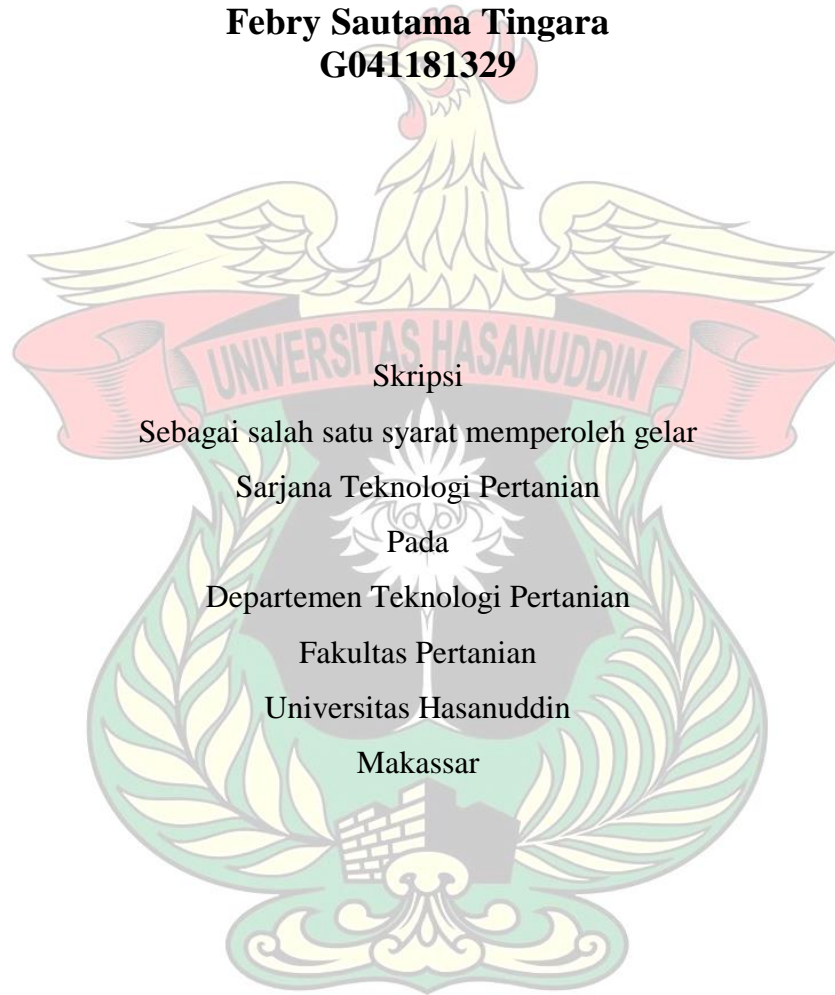 Febry Sautama Tingara
G041181329
UNIVERSITAS HASANUDDIN
Skripsi
Sebagai salah satu syarat memperoleh gelar
Sarjana Teknologi Pertanian
Pada
Departemen Teknologi Pertanian
Fakultas Pertanian
Universitas Hasanuddin
Makassar